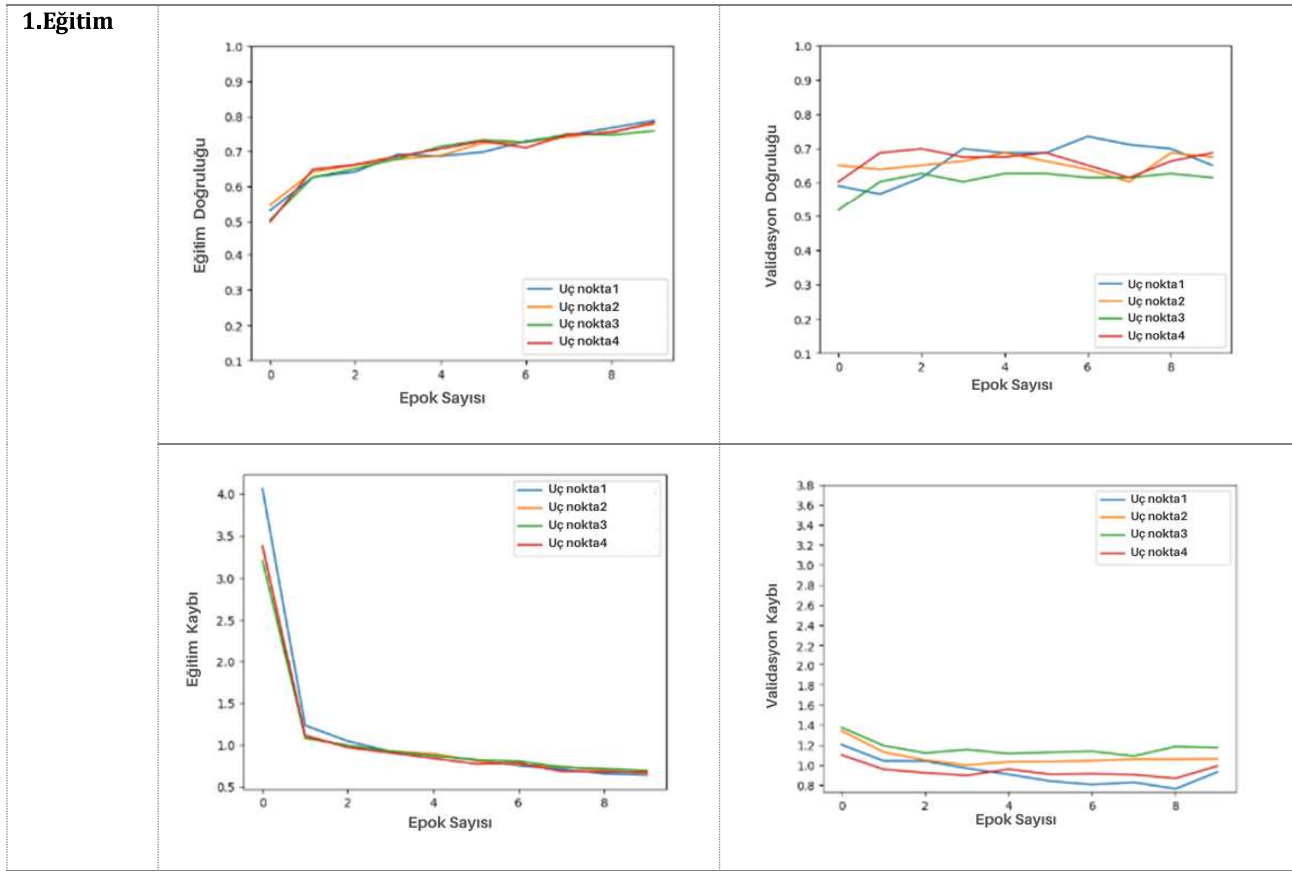 1.Eğitim
1.0
0.9
0.8
0.7
0.6
0.5
0.4
0.3
0.2
0.1
Eğitim Doğruluğu
0 2 4 6 8
Epok Sayısı
Uç nokta1
Uç nokta2
Uç nokta3
Uç nokta4
1.0
0.9
0.8
0.7
0.6
0.5
0.4
0.3
0.2
0.1
Validasyon Doğruluğu
0 2 4 6 8
Epok Sayısı
Uç nokta1
Uç nokta2
Uç nokta3
Uç nokta4
4.0
3.5
3.0
2.5
2.0
1.5
1.0
0.5
Eğitim Kaybı
0 2 4 6 8
Epok Sayısı
Uç nokta1
Uç nokta2
Uç nokta3
Uç nokta4
3.8
3.6
3.4
3.2
3.0
2.8
2.6
2.4
2.2
2.0
1.8
1.6
1.4
1.2
1.0
0.8
Validasyon Kaybı
0 2 4 6 8
Epok Sayısı
Uç nokta1
Uç nokta2
Uç nokta3
Uç nokta4